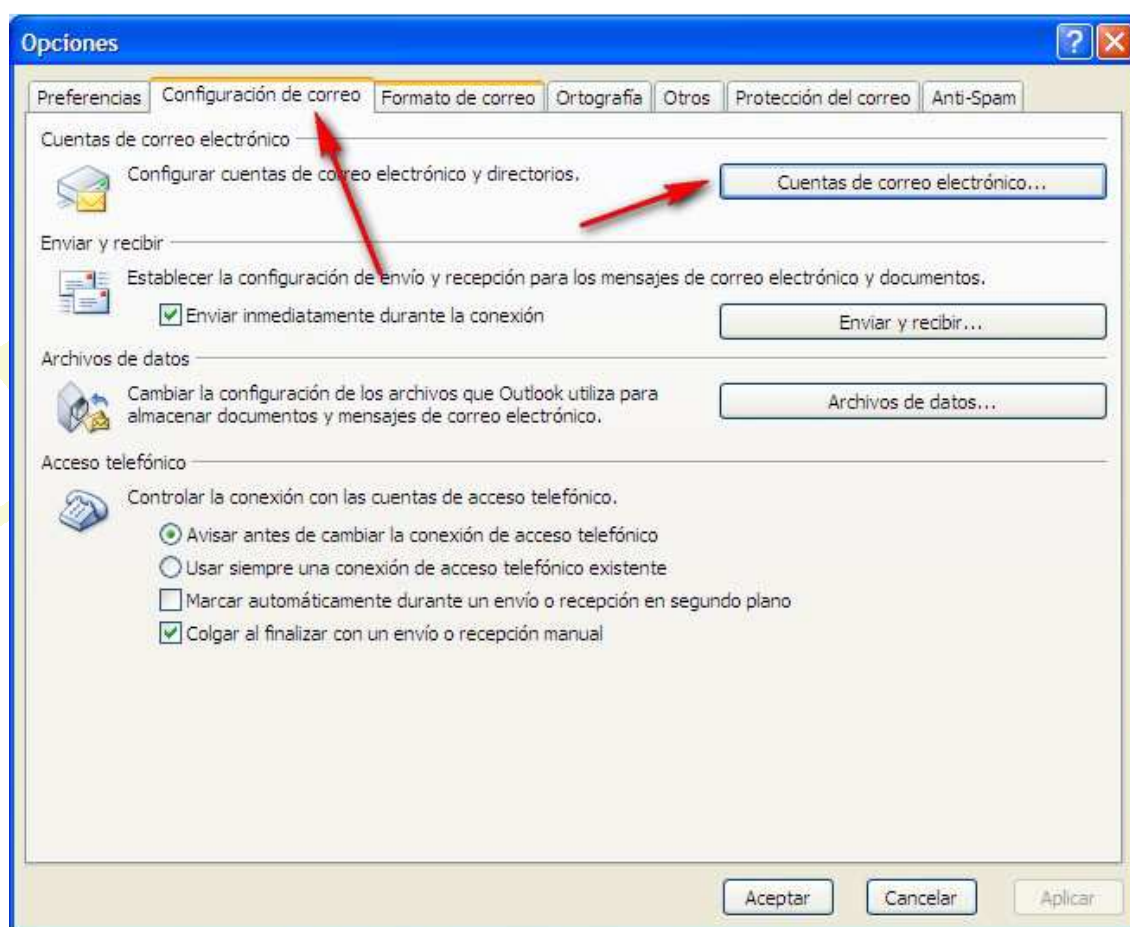 Opciones
Preferencias Configuración de correo Formato de correo Ortografía Otros Protección del correo Anti-Spam
Cuentas de correo electrónico
Configurar cuentas de correo electrónico y directorios.
Cuentas de correo electrónico...
Enviar y recibir
Establecer la configuración de envío y recepción para los mensajes de correo electrónico y documentos.
Enviar inmediatamente durante la conexión
Enviar y recibir...
Archivos de datos
Cambiar la configuración de los archivos que Outlook utiliza para
almacenar documentos y mensajes de correo electrónico.
Archivos de datos...
Acceso telefónico
Controlar la conexión con las cuentas de acceso telefónico.
Avisar antes de cambiar la conexión de acceso telefónico
Usar siempre una conexión de acceso telefónico existente
Marcar automáticamente durante un envío o recepción en segundo plano
Colgar al finalizar con un envío o recepción manual
Aceptar Cancelar Aplicar